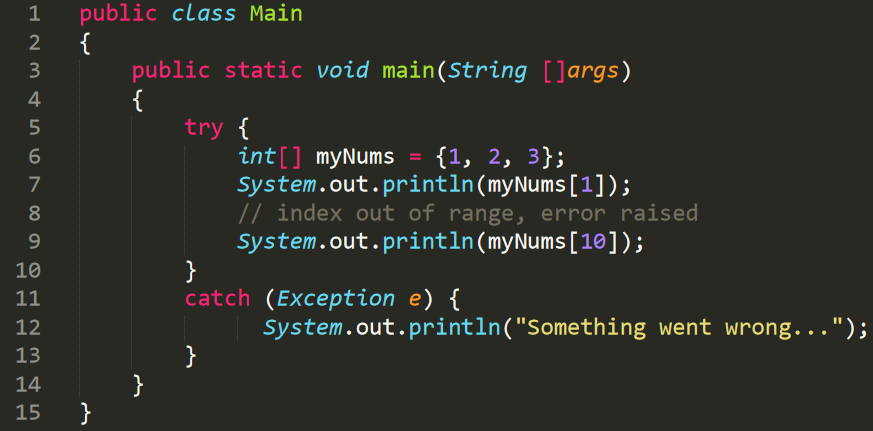 1 public class Main
2 {
3     public static void main(String []args)
4     {
5         try {
6             int[] myNums = {1, 2, 3};
7             System.out.println(myNums[1]);
8             // index out of range, error raised
9             System.out.println(myNums[10]);
10         }
11         catch (Exception e) {
12               System.out.println("Something went wrong...");
13         }
14     }
15 }